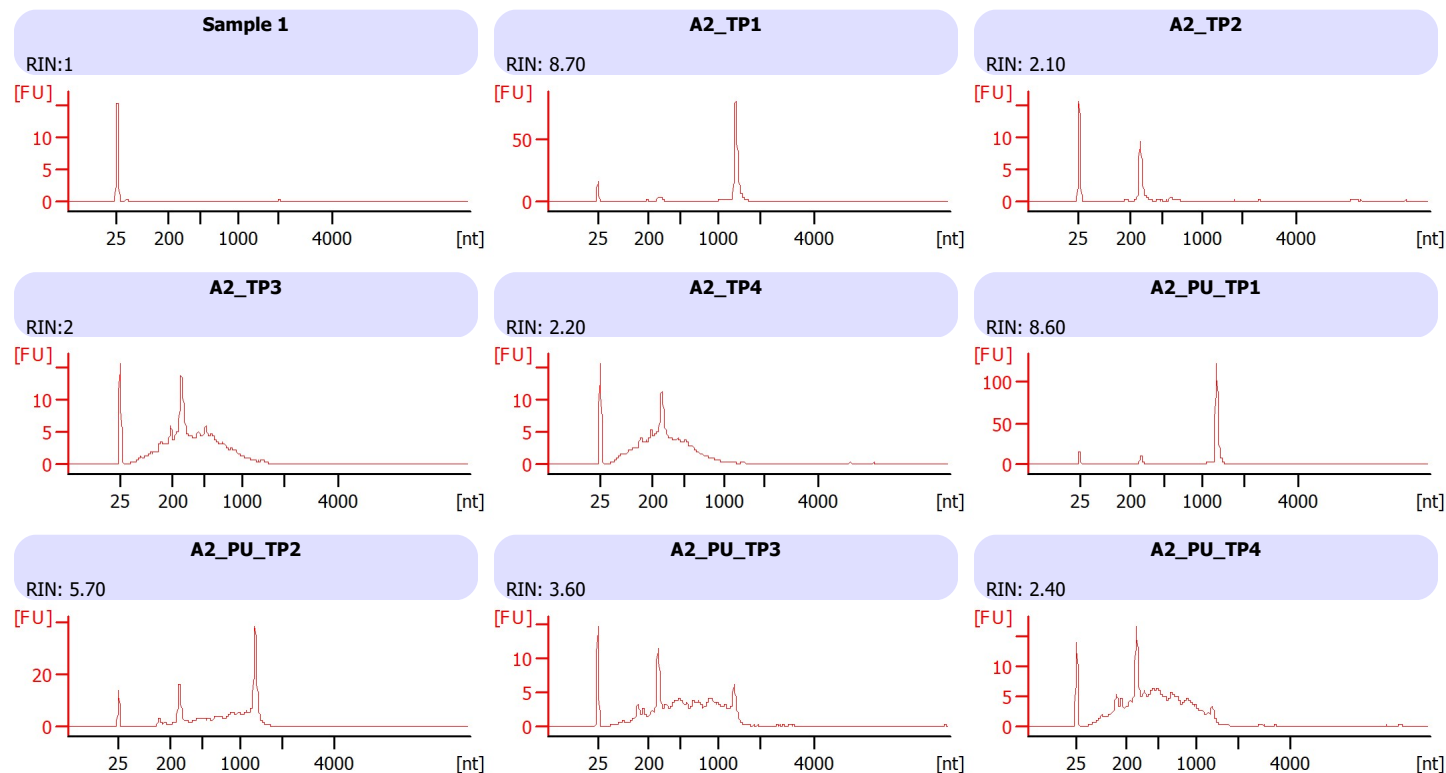 Sample 1
RIN:1
[FU]
10
5
0
25 200 1000 4000 [nt]
A2_TP1
RIN: 8.70
[FU]
50
0
25 200 1000 4000 [nt]
A2_TP2
RIN: 2.10
[FU]
10
5
0
25 200 1000 4000 [nt]
A2_TP3
RIN:2
[FU]
10
5
0
25 200 1000 4000 [nt]
A2_TP4
RIN: 2.20
[FU]
10
5
0
25 200 1000 4000 [nt]
A2_PU_TP1
RIN: 8.60
[FU]
100
50
0
25 200 1000 4000 [nt]
A2_PU_TP2
RIN: 5.70
[FU]
20
0
25 200 1000 4000 [nt]
A2_PU_TP3
RIN: 3.60
[FU]
10
5
0
25 200 1000 4000 [nt]
A2_PU_TP4
RIN: 2.40
[FU]
10
5
0
25 200 1000 4000 [nt]